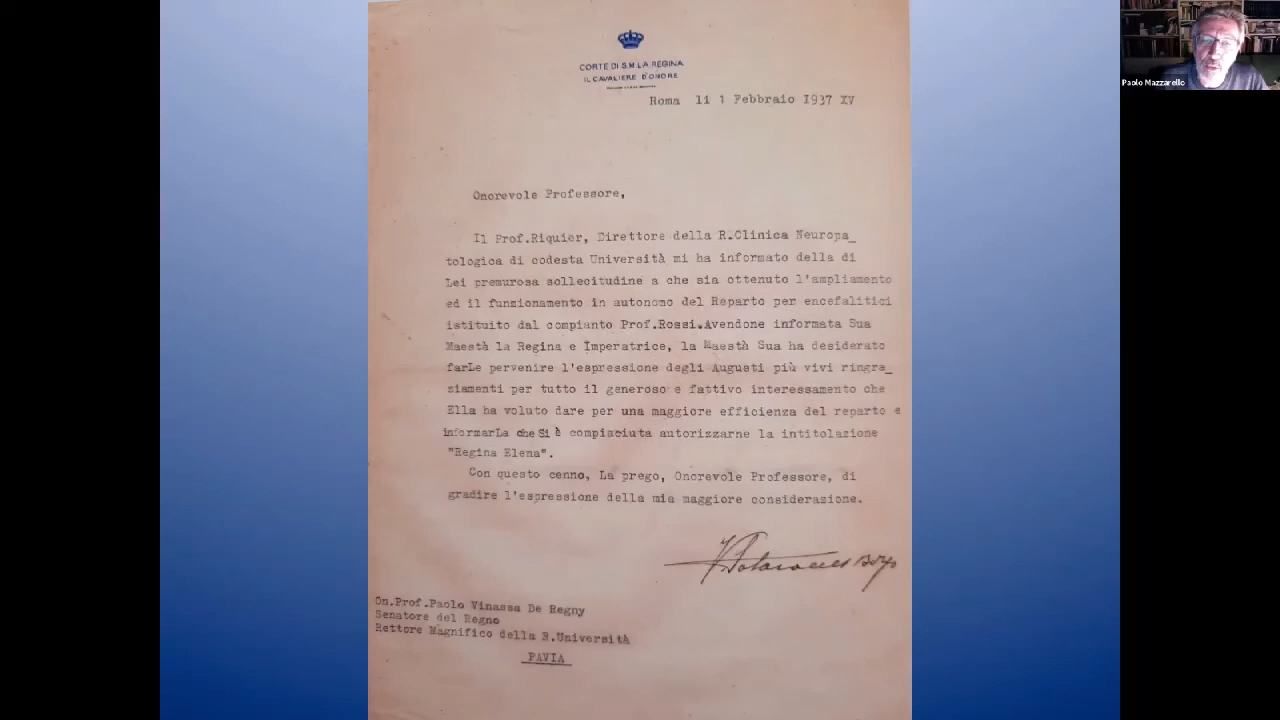 CORTE DI S.M. LA REGINA
IL CAVALIERE D'ONORE
Roma li 1 Febbraio 1937 XV
Onorevole Professore,
Il Prof.Riquier, Direttore della R.Clinica Neuropa_
tologica di codesta Università mi ha informato della di
Lei premurosa sollecitudine a che sia ottenuto l'ampliamento
ed il funzionamento in autonomo del Reparto per encefalitici
istituito dal compianto Prof.Rossi.Avendone informata Sua
Maestà la Regina e Imperatrice, la Maestà Sua ha desiderato
farLe pervenire l'espressione degli Augusti più vivi ringra_
ziamenti per tutto il generoso e fattivo interessamento che
Ella ha voluto dare per una maggiore efficienza del reparto e
informarLa che Si è compiaciuta autorizzarne la intitolazione
"Regina Elena".
Con questo cenno, La prego, Onorevole Professore, di
gradire l'espressione della mia maggiore considerazione.
On.Prof.Paolo Vinassa De Regny
Senatore del Regno
Rettore Magnifico della R.Università
PAVIA
Paolo Mazzarello